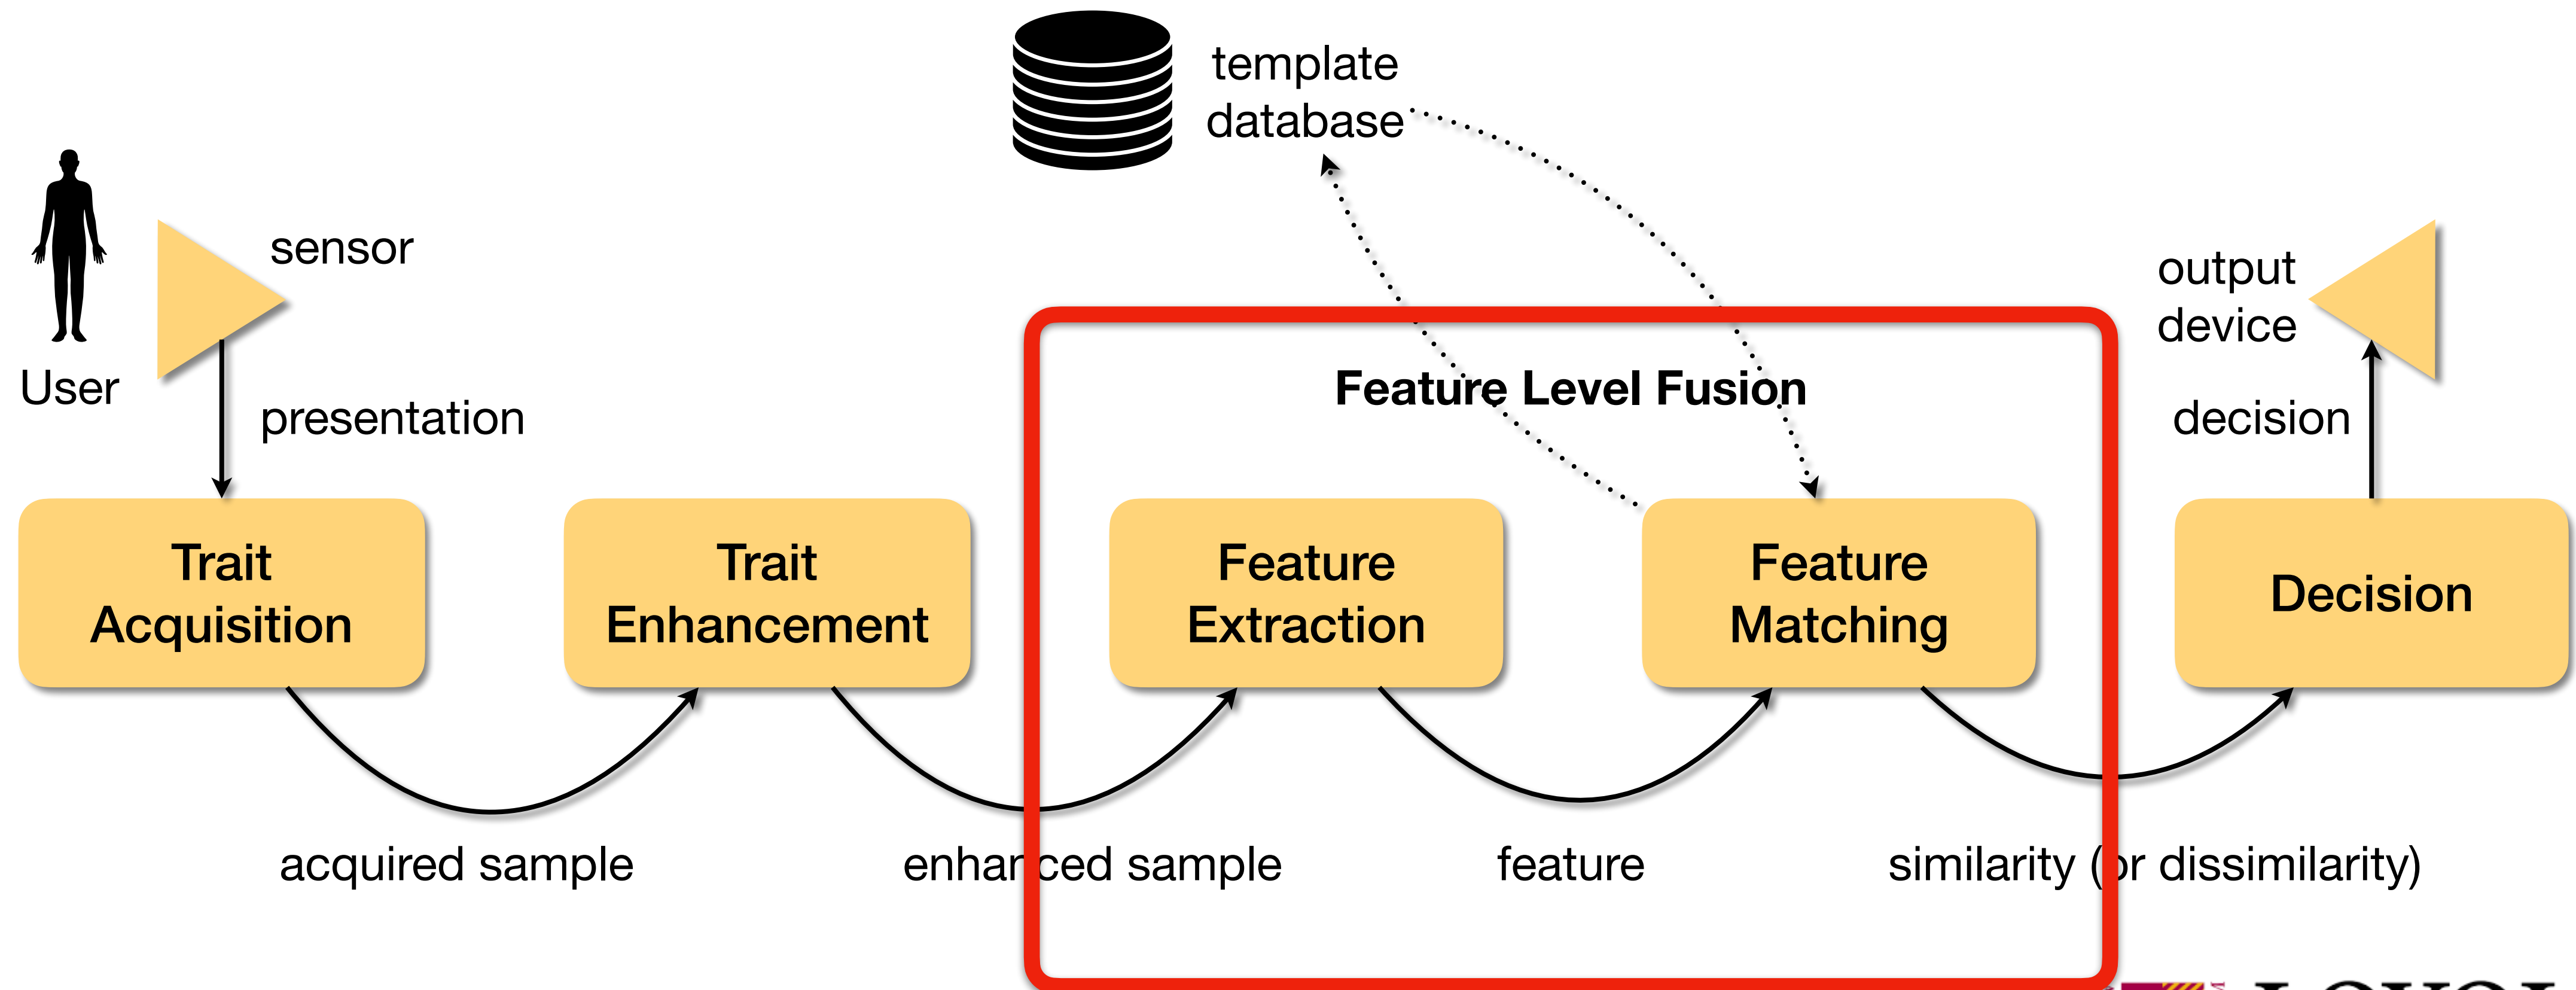 template
database
sensor
output
device
User
Feature Level Fusion
presentation
decision
Trait
Acquisition
Trait
Enhancement
Feature
Extraction
Feature
Matching
Decision
acquired sample
enhanced sample
feature
similarity (or dissimilarity)